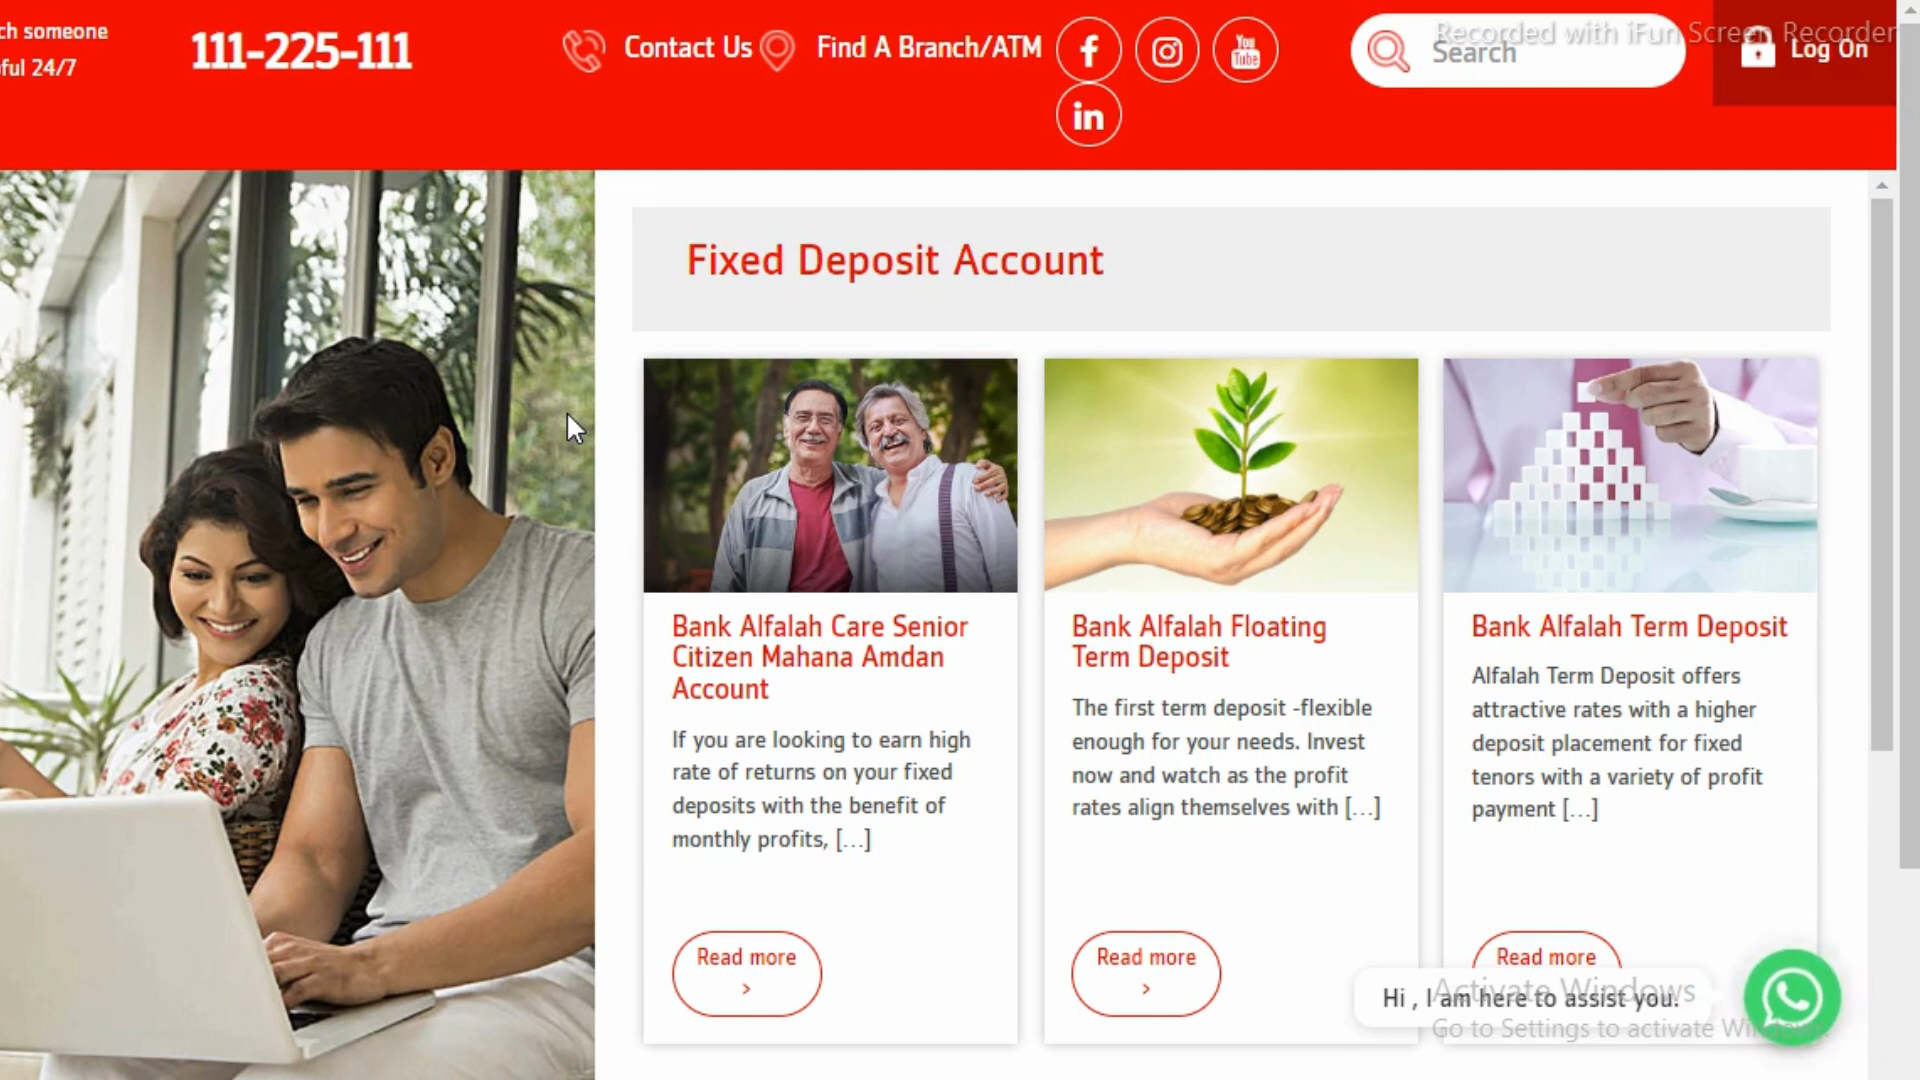 ch someone
ful 24/7
111-225-111
Contact Us
Find A Branch/ATM
f
You
Tube
in
Search
Recorded with iFun Screen Recorder
Log On
Fixed Deposit Account
Bank Alfalah Care Senior
Citizen Mahana Amdan
Account
If you are looking to earn high
rate of returns on your fixed
deposits with the benefit of
monthly profits, [...]
Read more
>
Bank Alfalah Floating
Term Deposit
The first term deposit -flexible
enough for your needs. Invest
now and watch as the profit
rates align themselves with [...]
Read more
>
Bank Alfalah Term Deposit
Alfalah Term Deposit offers
attractive rates with a higher
deposit placement for fixed
tenors with a variety of profit
payment [...]
Read more
Hi , I am here to assist you.
Activate Windows
Go to Settings to activate Windows.